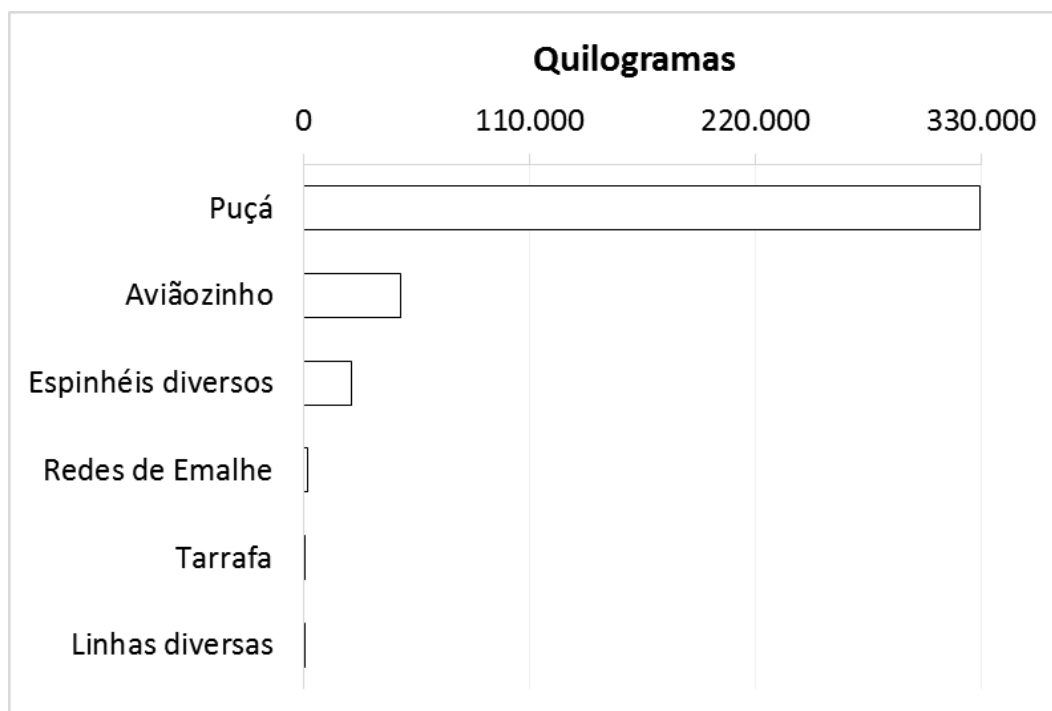 Quilogramas
0 110.000 220.000 330.000
Puçá
Aviãozinho
Espinhéis diversos
Redes de Emalhe
Tarrafa
Linhas diversas